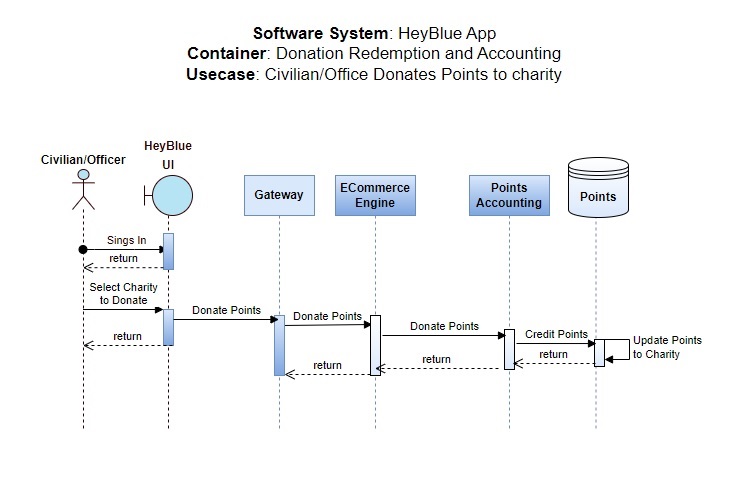 Software System: HeyBlue App
Container: Donation Redemption and Accounting
Usecase: Civilian/Office Donates Points to charity
Civilian/Officer
HeyBlue
UI
Gateway
ECommerce
Engine
Points
Accounting
Points
Sings In
return
Select Charity
to Donate
Donate Points
Donate Points
Donate Points
Credit Points
Update Points
to Charity
return
return
return
return